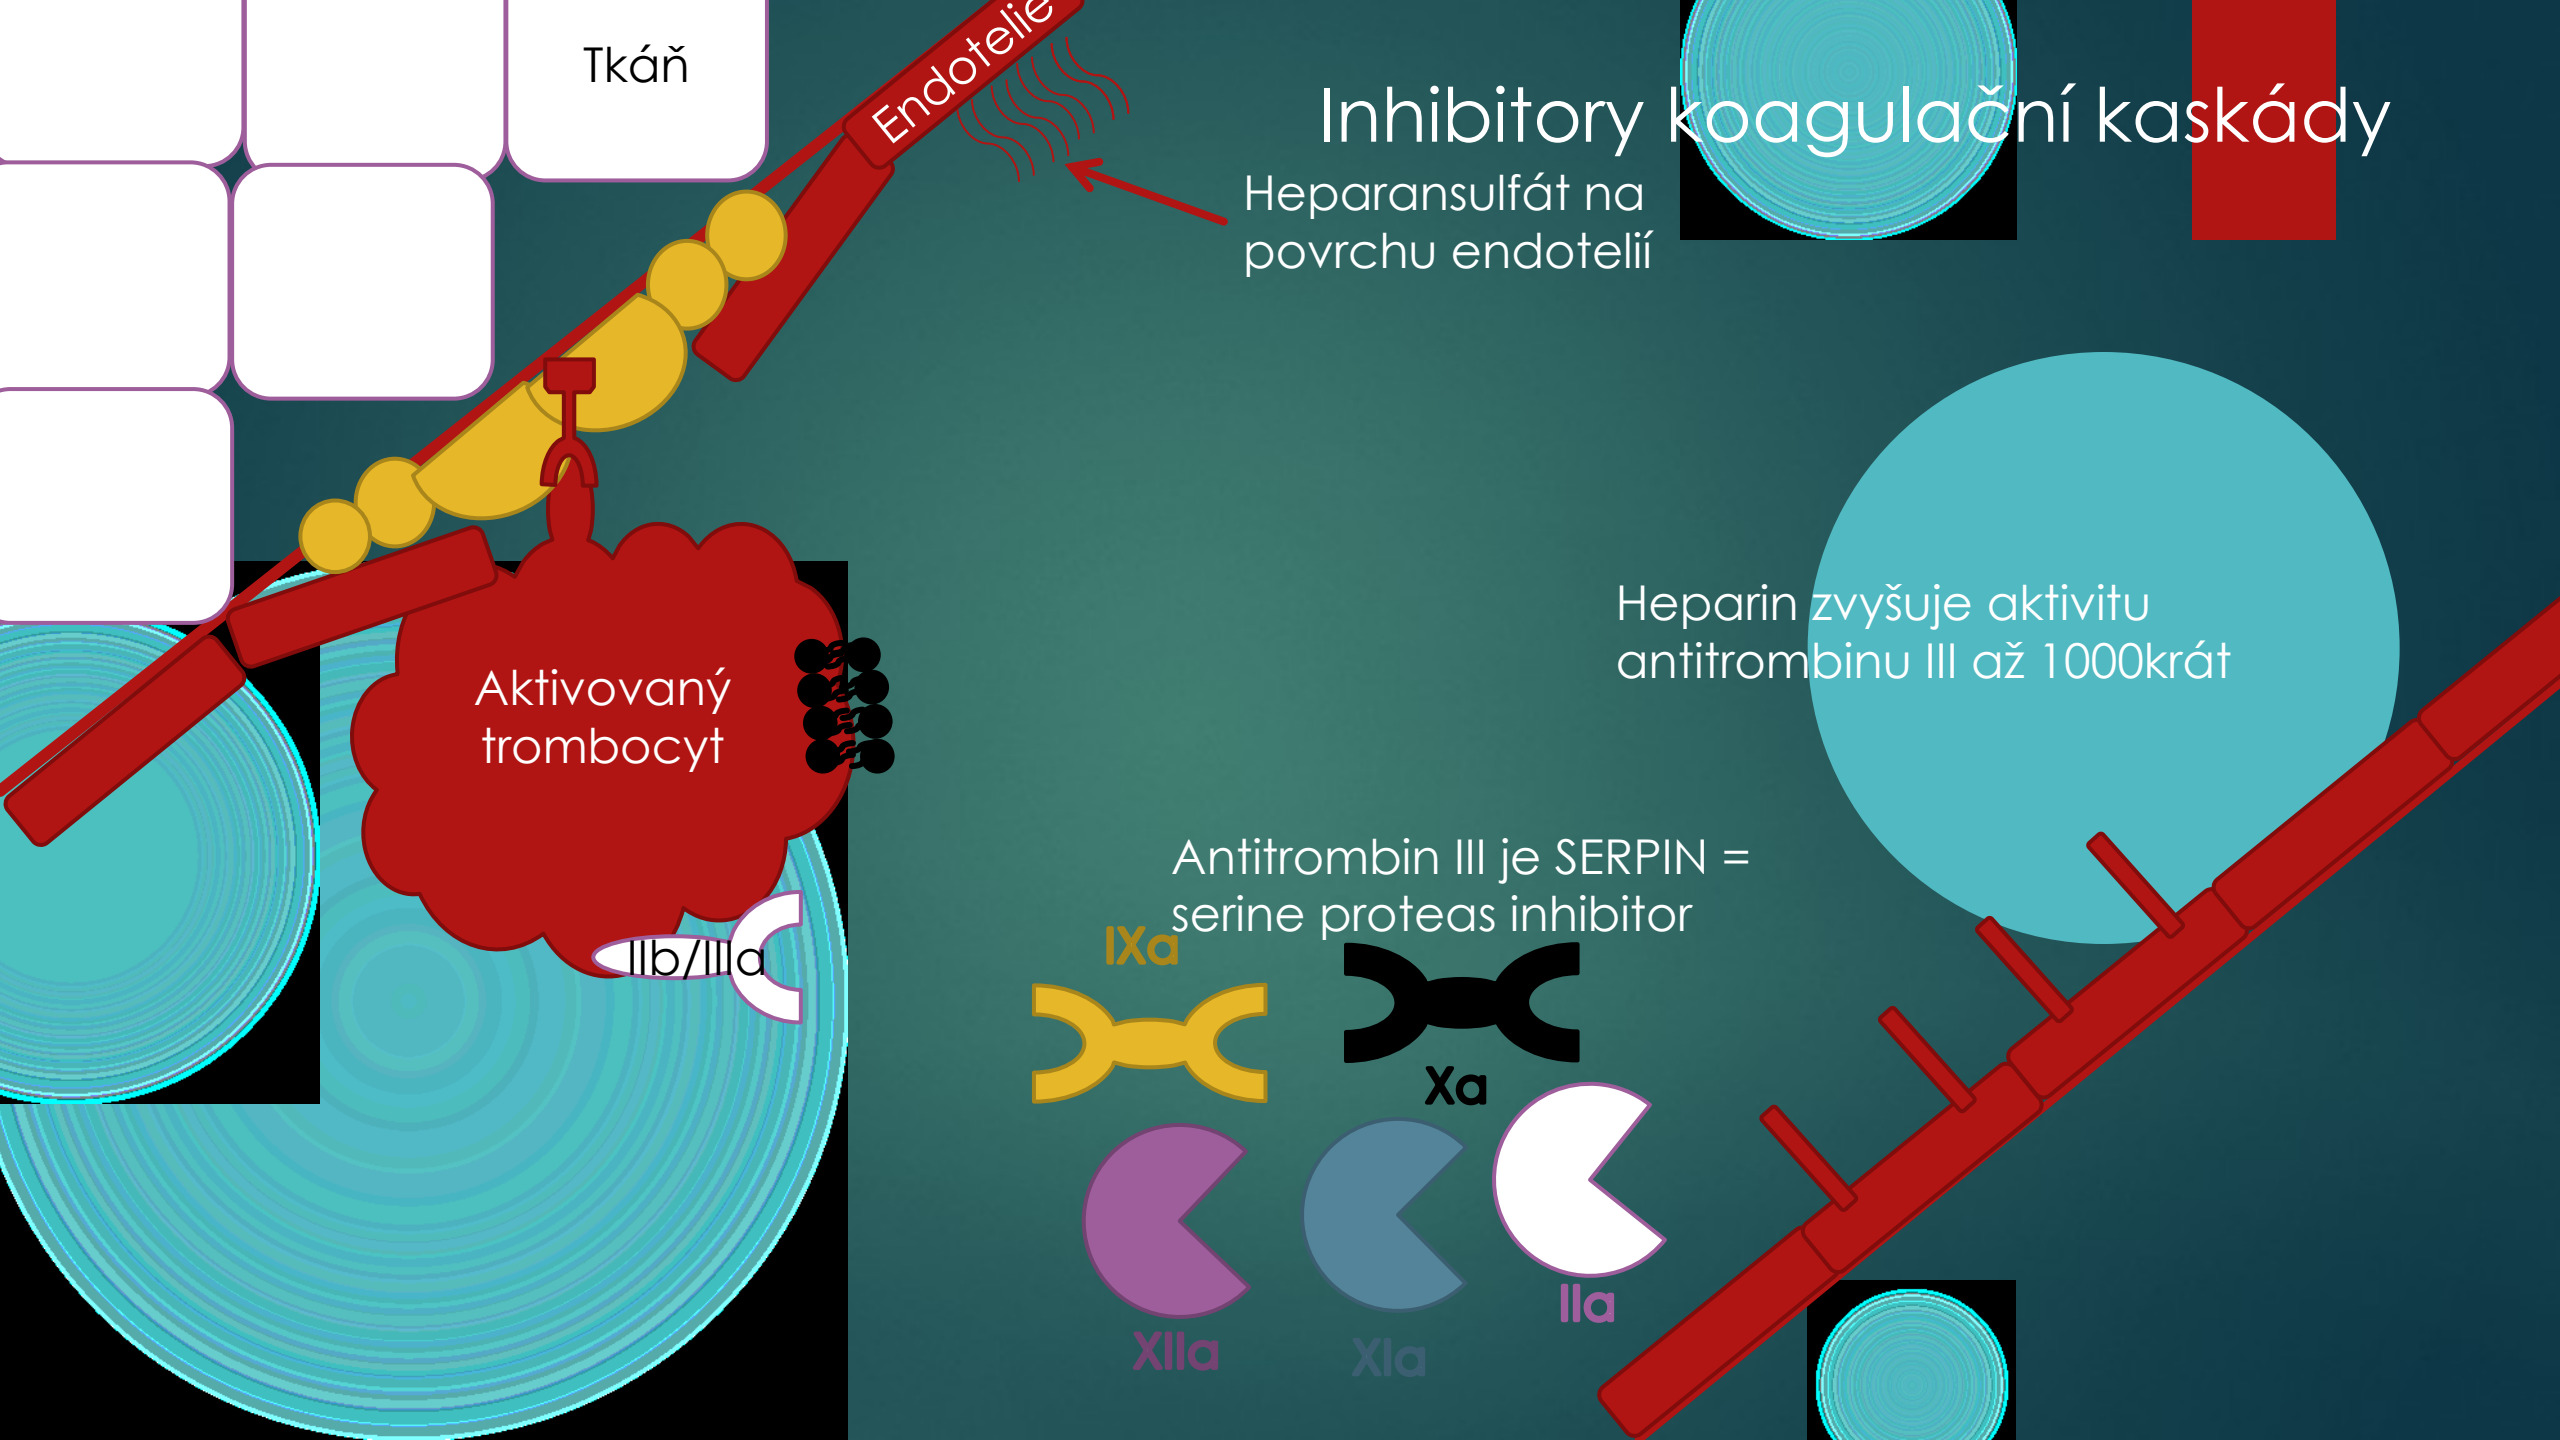 Tkáň
Endotelie
Inhibitory koagulační kaskády
Heparansulfát na
povrchu endotelií
Heparin zvyšuje aktivitu
antitrombinu III až 1000krát
Aktivovaný
trombocyt
Antitrombin III je SERPIN =
serine proteas inhibitor
IIb/IIIa
IXa
Xa
IIa
XIIa
XIa